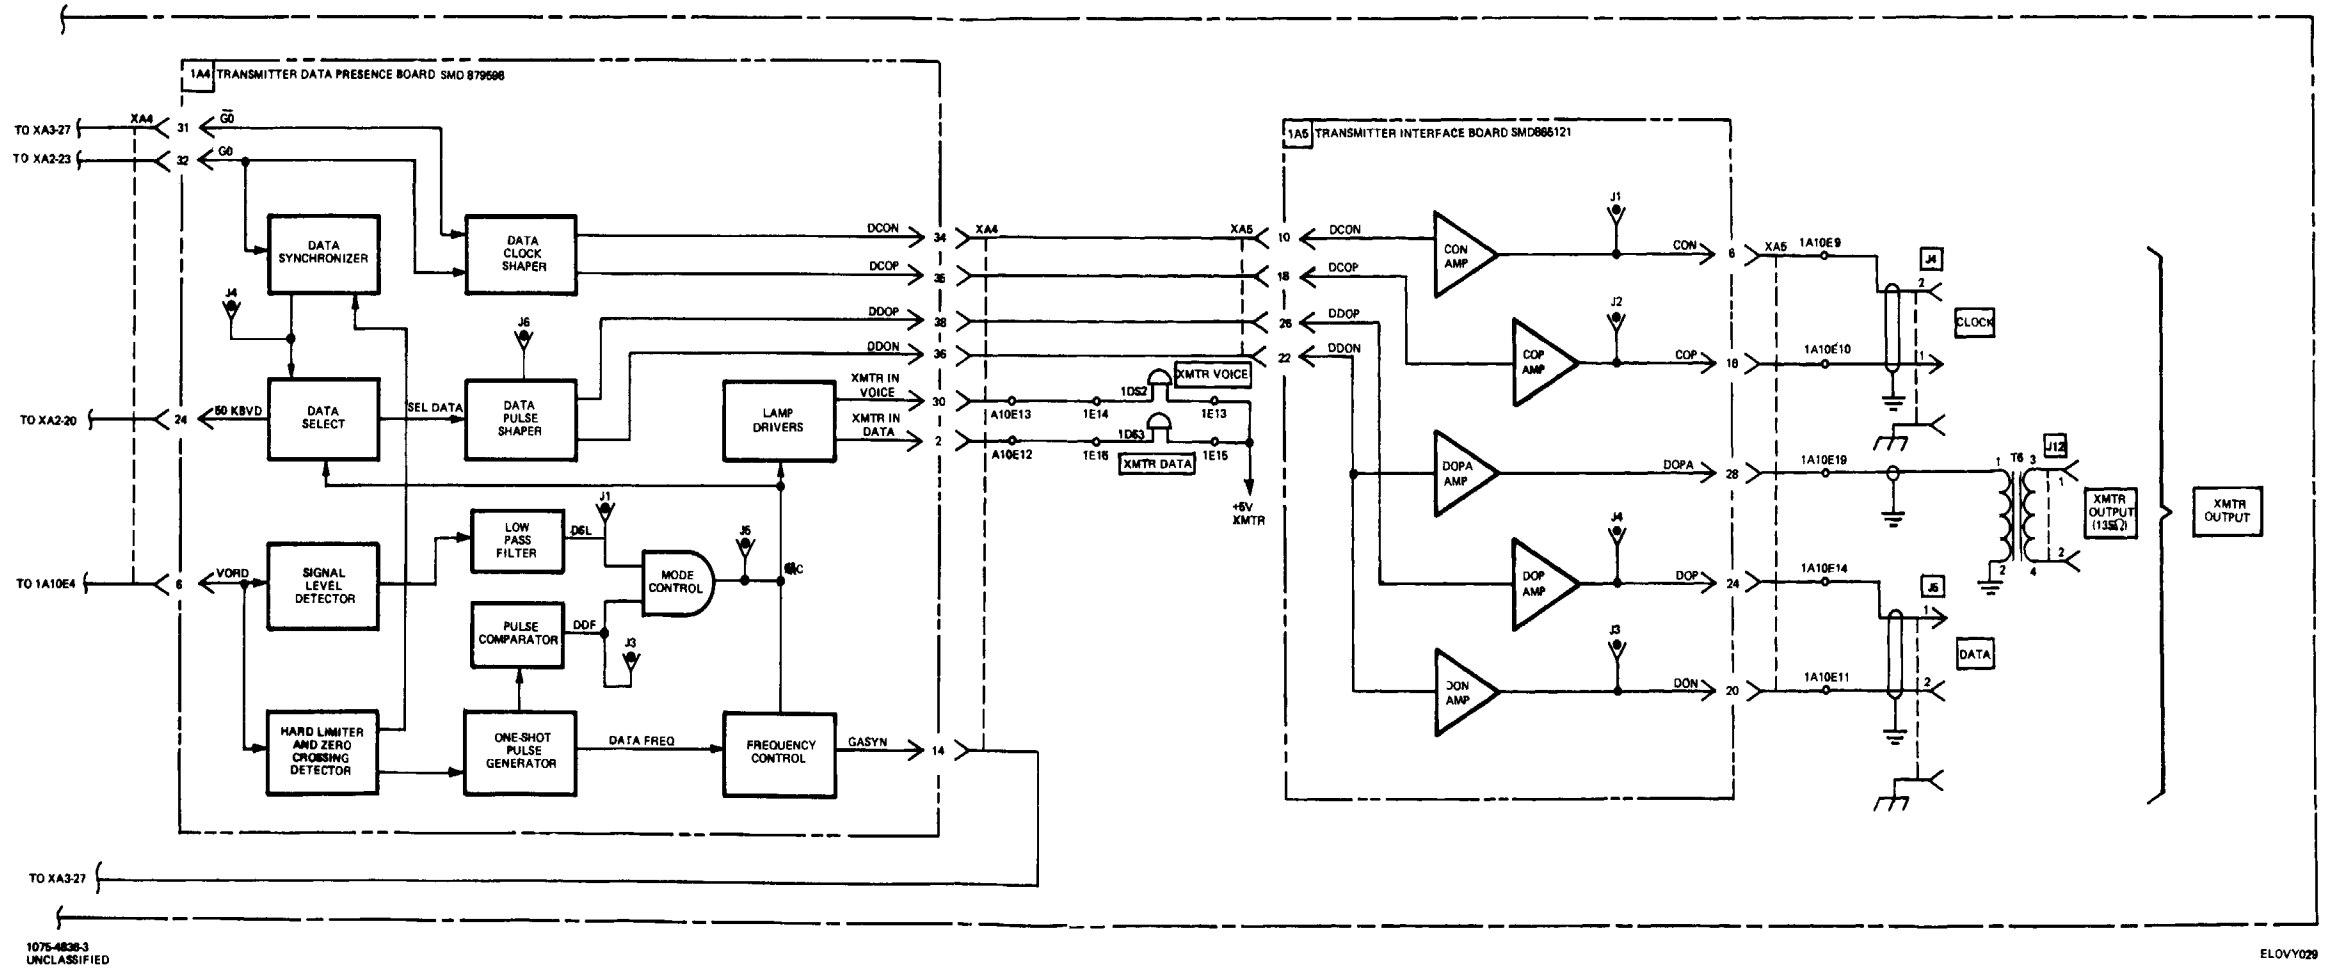 1A4 TRANSMITTER DATA PRESENCE BOARD SMD 879598
TO XA3-27
XA4
31
G0
TO XA2-23
32
G0
DATA
SYNCHRONIZER
DATA
CLOCK
SHAPER
J4
J6
DCON
34
XA4
DCOP
35
DDOP
38
DDON
36
TO XA2-20
24
50 KBVD
DATA
SELECT
SEL DATA
DATA
PULSE
SHAPER
LAMP
DRIVERS
XMTR IN
VOICE
30
XMTR IN
DATA
2
A10E13
1E14
1DS2
XMTR VOICE
1E13
A10E12
1E16
1DS3
XMTR DATA
1E15
+5V
XMTR
TO 1A10E4
6
VORD
SIGNAL
LEVEL
DETECTOR
LOW
PASS
FILTER
DSL
J1
MODE
CONTROL
J5
PULSE
COMPARATOR
DDF
J3
HARD LIMITER
AND ZERO
CROSSING
DETECTOR
ONE-SHOT
PULSE
GENERATOR
DATA FREQ
FREQUENCY
CONTROL
GASYN
14
TO XA3-27
1A5 TRANSMITTER INTERFACE BOARD SMD865121
XA5
10
DCON
18
DCOP
26
DDOP
22
DDON
CON
AMP
J1
CON
6
XA5
1A10E9
COP
AMP
J2
COP
18
1A10E10
J4
2
1
CLOCK
DOPA
AMP
DOPA
28
1A10E19
1
T6
3
2
4
J12
1
2
XMTR
OUTPUT
(135Ω)
XMTR
OUTPUT
DOP
AMP
J4
DOP
24
1A10E14
J5
1
2
DATA
DON
AMP
J3
DON
20
1A10E11
1075-4836-3
UNCLASSIFIED
ELOVY029